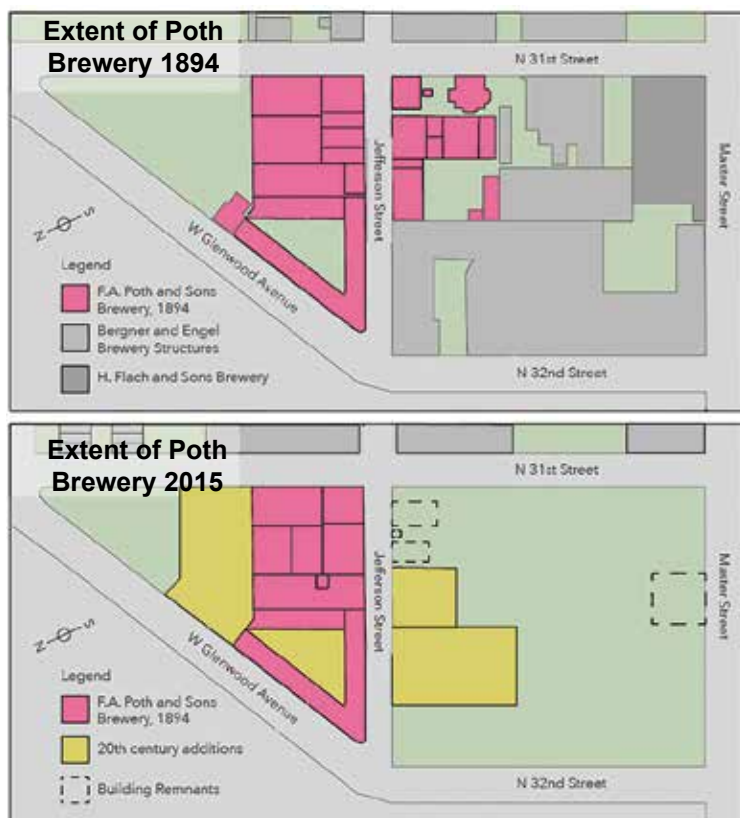 Extent of Poth
Brewery 1894
N 31st Street
Jefferson Street
Master Street
N S
W Glenwood Avenue
Legend
F.A. Poth and Sons
Brewery, 1894
Bergner and Engel
Brewery Structures
H. Flach and Sons Brewery
N 32nd Street
Extent of Poth
Brewery 2015
N 31st Street
Jefferson Street
Master Street
N S
W Glenwood Avenue
Legend
F.A. Poth and Sons
Brewery, 1894
20th century additions
Building Remnants
N 32nd Street